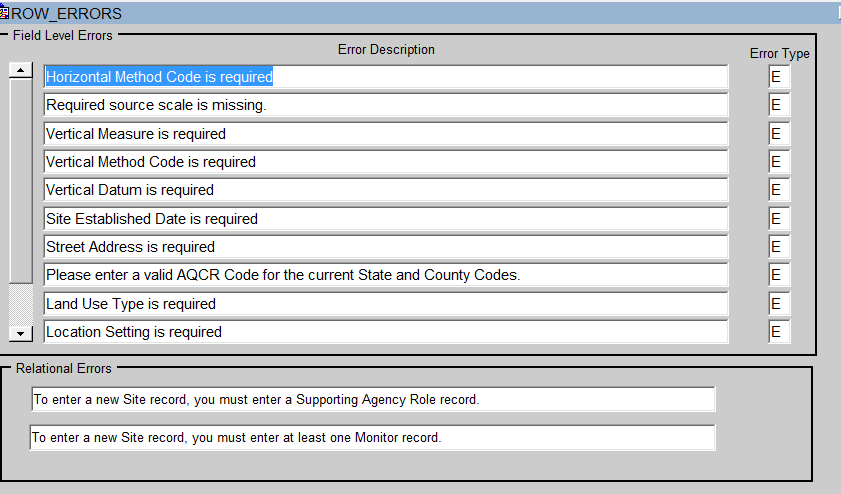 ROW_ERRORS
Field Level Errors
Error Description
Error Type
Horizontal Method Code is required E
Required source scale is missing. E
Vertical Measure is required E
Vertical Method Code is required E
Vertical Datum is required E
Site Established Date is required E
Street Address is required E
Please enter a valid AQCR Code for the current State and County Codes. E
Land Use Type is required E
Location Setting is required E
Relational Errors
To enter a new Site record, you must enter a Supporting Agency Role record.
To enter a new Site record, you must enter at least one Monitor record.